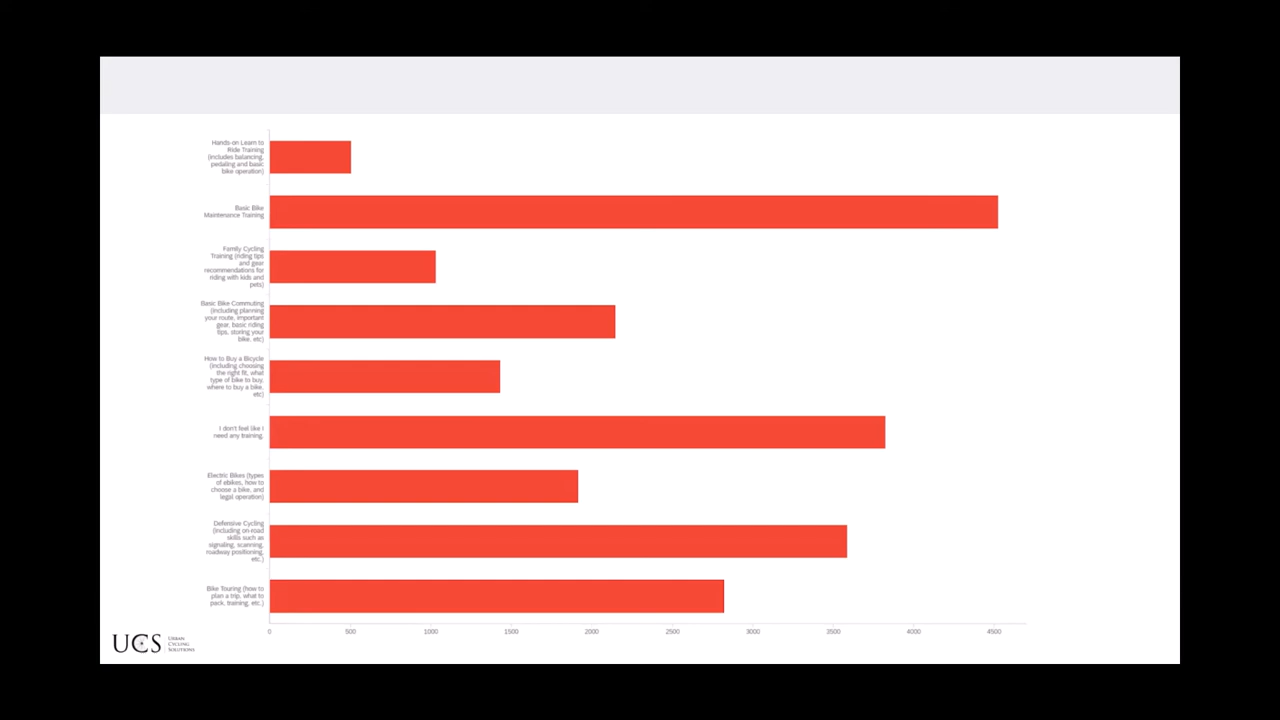 Hands-on Learn to
Ride Training
(includes balancing,
pedaling and basic
bike operation)
Basic Bike
Maintenance Training
Family Cycling
Training (riding tips
and gear
recommendations for
riding with kids and
pets)
Basic Bike Commuting
(including planning
your route, important
gear, basic riding
tips, storing your
bike, etc)
How to Buy a Bicycle
(including choosing
the right fit, what
type of bike to buy,
where to buy a bike,
etc)
I don't feel like I
need any training.
Electric Bikes (types
of ebikes, how to
choose a bike, and
legal operation)
Defensive Cycling
(including on-road
skills such as
signaling, scanning,
roadway positioning,
etc.)
Bike Touring (how to
plan a trip, what to
pack, training, etc.)
0 500 1000 1500 2000 2500 3000 3500 4000 4500
UCS
URBAN
CYCLING
SOLUTIONS